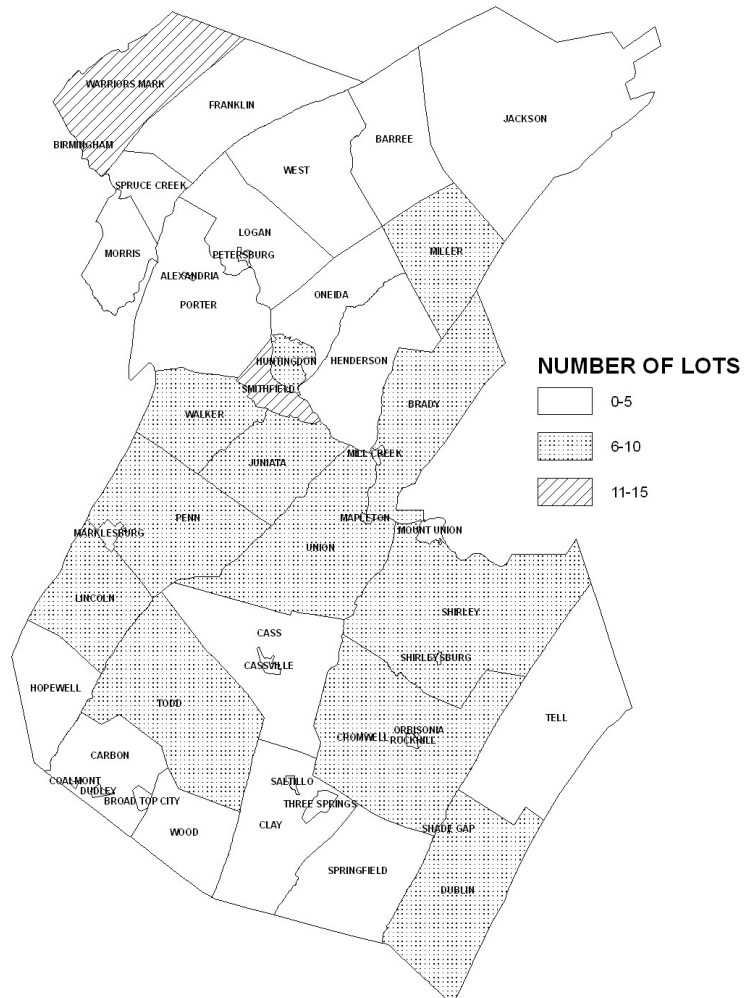 WARRIORS MARK
FRANKLIN
JACKSON
BARREE
BIRMINGHAM
WEST
SPRUCE CREEK
LOGAN
MORRIS
PETERSBURG
MILLER
ALEXANDRIA
ONEIDA
PORTER
HUNTINGDON
HENDERSON
NUMBER OF LOTS
SMITHFIELD
0-5
BRADY
WALKER
6-10
MILL CREEK
JUNIATA
11-15
PENN
MAPLETON
MOUNT UNION
MARKLESBURG
UNION
LINCOLN
SHIRLEY
CASS
SHIRLEYSBURG
CASSVILLE
HOPEWELL
TODD
TELL
ORBISONIA
CROMWELL
ROCKHILL
CARBON
COALMONT
SALTILLO
DUDLEY
BROAD TOP CITY
THREE SPRINGS
CLAY
SHADE GAP
WOOD
SPRINGFIELD
DUBLIN